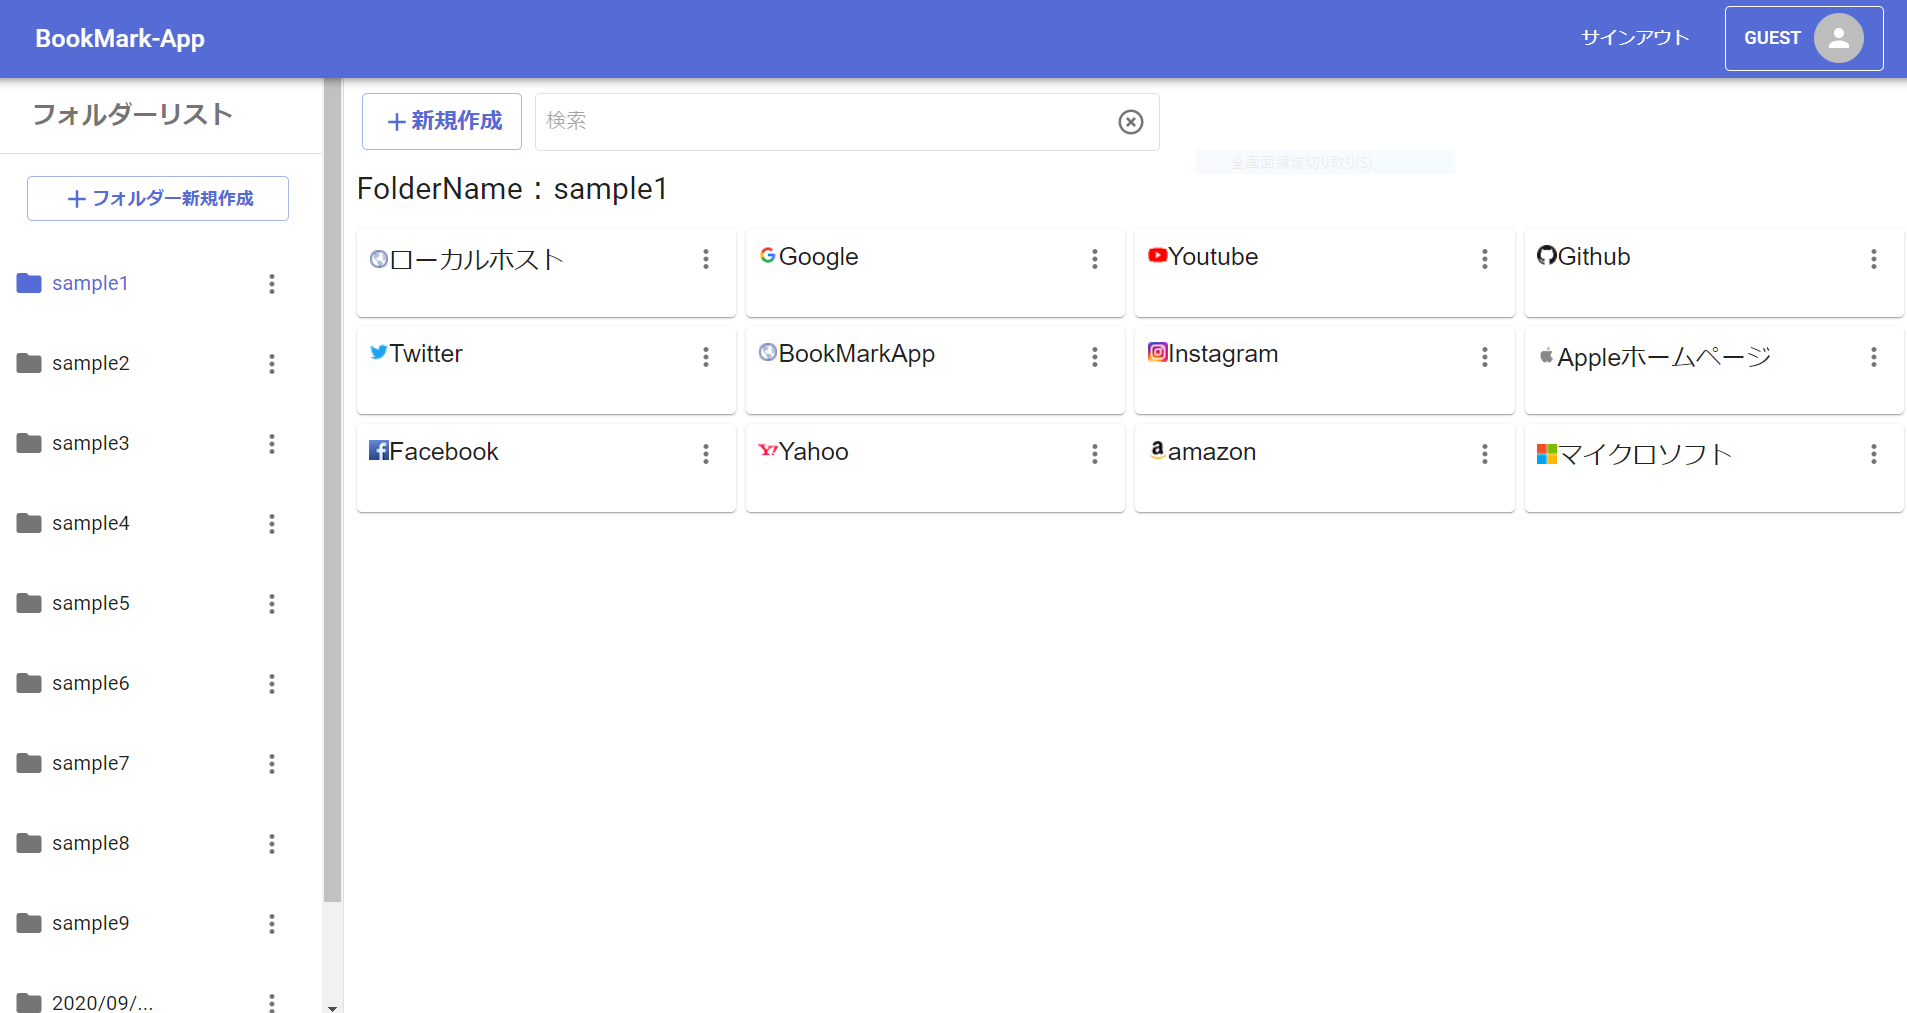 BookMark-App
サインアウト
GUEST
フォルダーリスト
+フォルダー新規作成
sample1
sample2
sample3
sample4
sample5
sample6
sample7
sample8
sample9
2020/09/...
+新規作成
検索
全画面領域切り取り(S)
FolderName：sample1
ローカルホスト
Google
Youtube
Github
Twitter
BookMarkApp
Instagram
Appleホームページ
Facebook
Yahoo
amazon
マイクロソフト